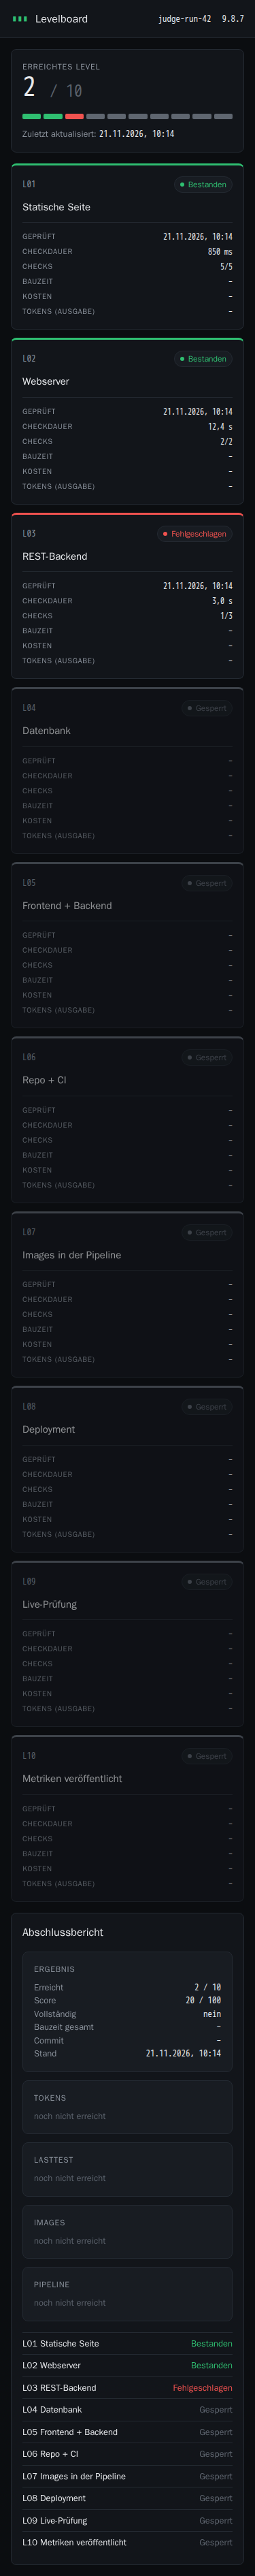 Levelboard judge-run-42 9.8.7
ERREICHTES LEVEL
2 / 10
Zuletzt aktualisiert: 21.11.2026, 10:14
L01 Bestanden
Statische Seite
GEPRÜFT 21.11.2026, 10:14
CHECKDAUER 850 ms
CHECKS 5/5
BAUZEIT –
KOSTEN –
TOKENS (AUSGABE) –
L02 Bestanden
Webserver
GEPRÜFT 21.11.2026, 10:14
CHECKDAUER 12,4 s
CHECKS 2/2
BAUZEIT –
KOSTEN –
TOKENS (AUSGABE) –
L03 Fehlgeschlagen
REST-Backend
GEPRÜFT 21.11.2026, 10:14
CHECKDAUER 3,0 s
CHECKS 1/3
BAUZEIT –
KOSTEN –
TOKENS (AUSGABE) –
L04 Gesperrt
Datenbank
GEPRÜFT –
CHECKDAUER –
CHECKS –
BAUZEIT –
KOSTEN –
TOKENS (AUSGABE) –
L05 Gesperrt
Frontend + Backend
GEPRÜFT –
CHECKDAUER –
CHECKS –
BAUZEIT –
KOSTEN –
TOKENS (AUSGABE) –
L06 Gesperrt
Repo + CI
GEPRÜFT –
CHECKDAUER –
CHECKS –
BAUZEIT –
KOSTEN –
TOKENS (AUSGABE) –
L07 Gesperrt
Images in der Pipeline
GEPRÜFT –
CHECKDAUER –
CHECKS –
BAUZEIT –
KOSTEN –
TOKENS (AUSGABE) –
L08 Gesperrt
Deployment
GEPRÜFT –
CHECKDAUER –
CHECKS –
BAUZEIT –
KOSTEN –
TOKENS (AUSGABE) –
L09 Gesperrt
Live-Prüfung
GEPRÜFT –
CHECKDAUER –
CHECKS –
BAUZEIT –
KOSTEN –
TOKENS (AUSGABE) –
L10 Gesperrt
Metriken veröffentlicht
GEPRÜFT –
CHECKDAUER –
CHECKS –
BAUZEIT –
KOSTEN –
TOKENS (AUSGABE) –
Abschlussbericht
ERGEBNIS
Erreicht 2 / 10
Score 20 / 100
Vollständig nein
Bauzeit gesamt –
Commit –
Stand 21.11.2026, 10:14
TOKENS
noch nicht erreicht
LASTTEST
noch nicht erreicht
IMAGES
noch nicht erreicht
PIPELINE
noch nicht erreicht
L01 Statische Seite Bestanden
L02 Webserver Bestanden
L03 REST-Backend Fehlgeschlagen
L04 Datenbank Gesperrt
L05 Frontend + Backend Gesperrt
L06 Repo + CI Gesperrt
L07 Images in der Pipeline Gesperrt
L08 Deployment Gesperrt
L09 Live-Prüfung Gesperrt
L10 Metriken veröffentlicht Gesperrt